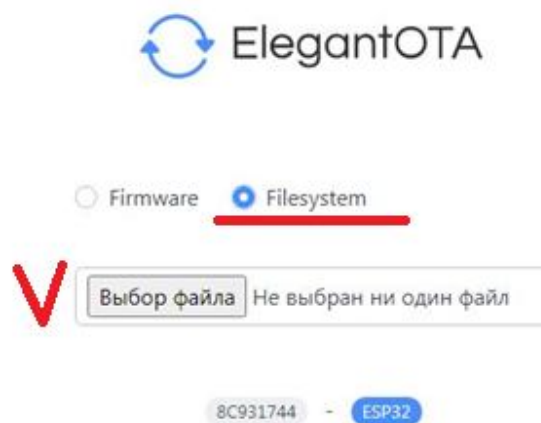 ElegantOTA
Firmware Filesystem
Выбор файла Не выбран ни один файл
8C931744 - ESP32